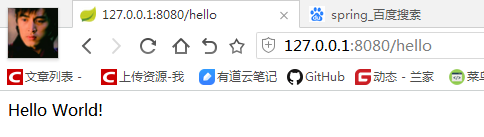 127.0.0.1:8080/hello
spring_百度搜索
127.0.0.1:8080/hello
文章列表 -
上传资源-我
有道云笔记
GitHub
动态 - 兰家
菜鸟
Hello World!